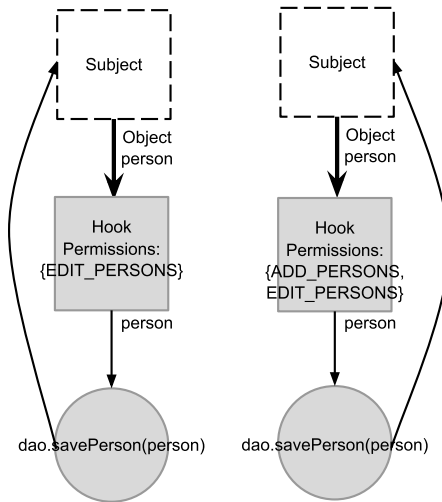 Subject
Object
person
Hook
Permissions:
{EDIT_PERSONS}
person
dao.savePerson(person)
Subject
Object
person
Hook
Permissions:
{ADD_PERSONS,
EDIT_PERSONS}
person
dao.savePerson(person)